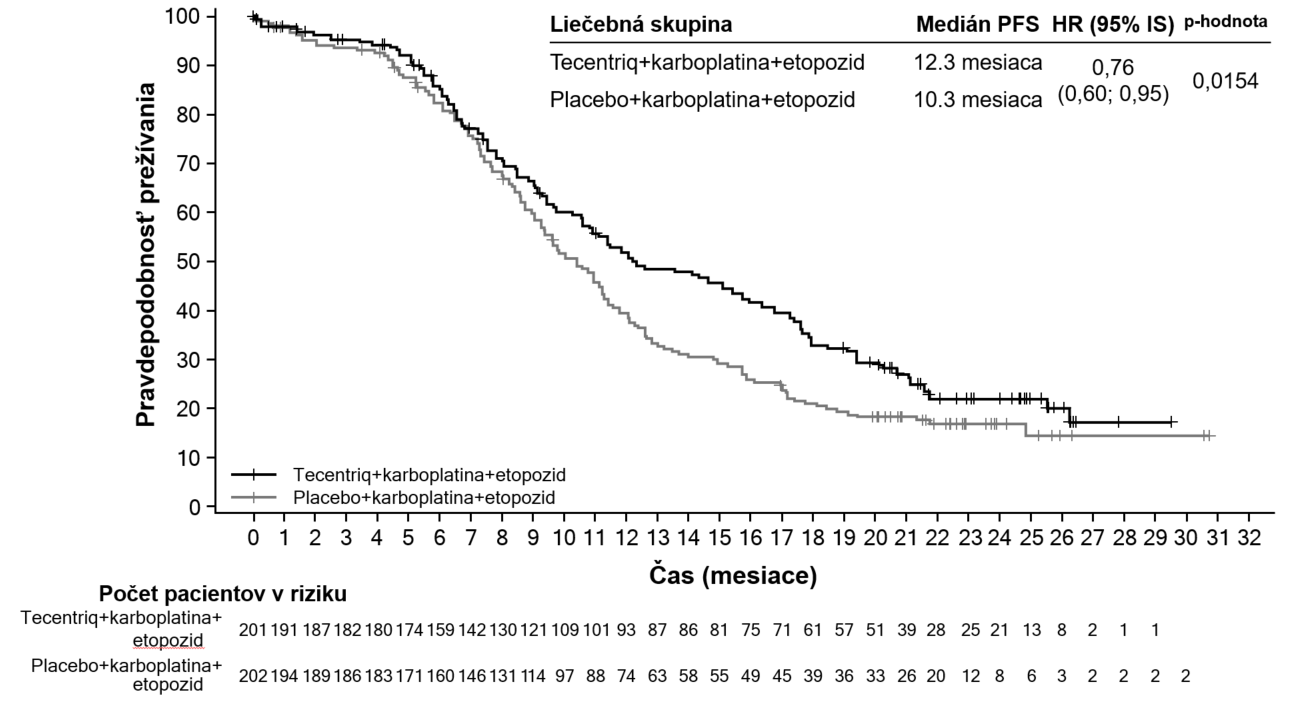 Liečebná skupina Medián PFS HR (95% IS) p-hodnota
Tecentriq+karboplatina+etopozid 12.3 mesiaca 0,76 (0,60; 0,95) 0,0154
Placebo+karboplatina+etopozid 10.3 mesiaca
Pravdepodobnosť prežívania
100
90
80
70
60
50
40
30
20
10
0
Tecentriq+karboplatina+etopozid
Placebo+karboplatina+etopozid
0 1 2 3 4 5 6 7 8 9 10 11 12 13 14 15 16 17 18 19 20 21 22 23 24 25 26 27 28 29 30 31 32
Čas (mesiace)
Počet pacientov v riziku
Tecentriq+karboplatina+
etopozid 201 191 187 182 180 174 159 142 130 121 109 101 93 87 86 81 75 71 61 57 51 39 28 25 21 13 8 2 1 1
Placebo+karboplatina+
etopozid 202 194 189 186 183 171 160 146 131 114 97 88 74 63 58 55 49 45 39 36 33 26 20 12 8 6 3 2 2 2 2